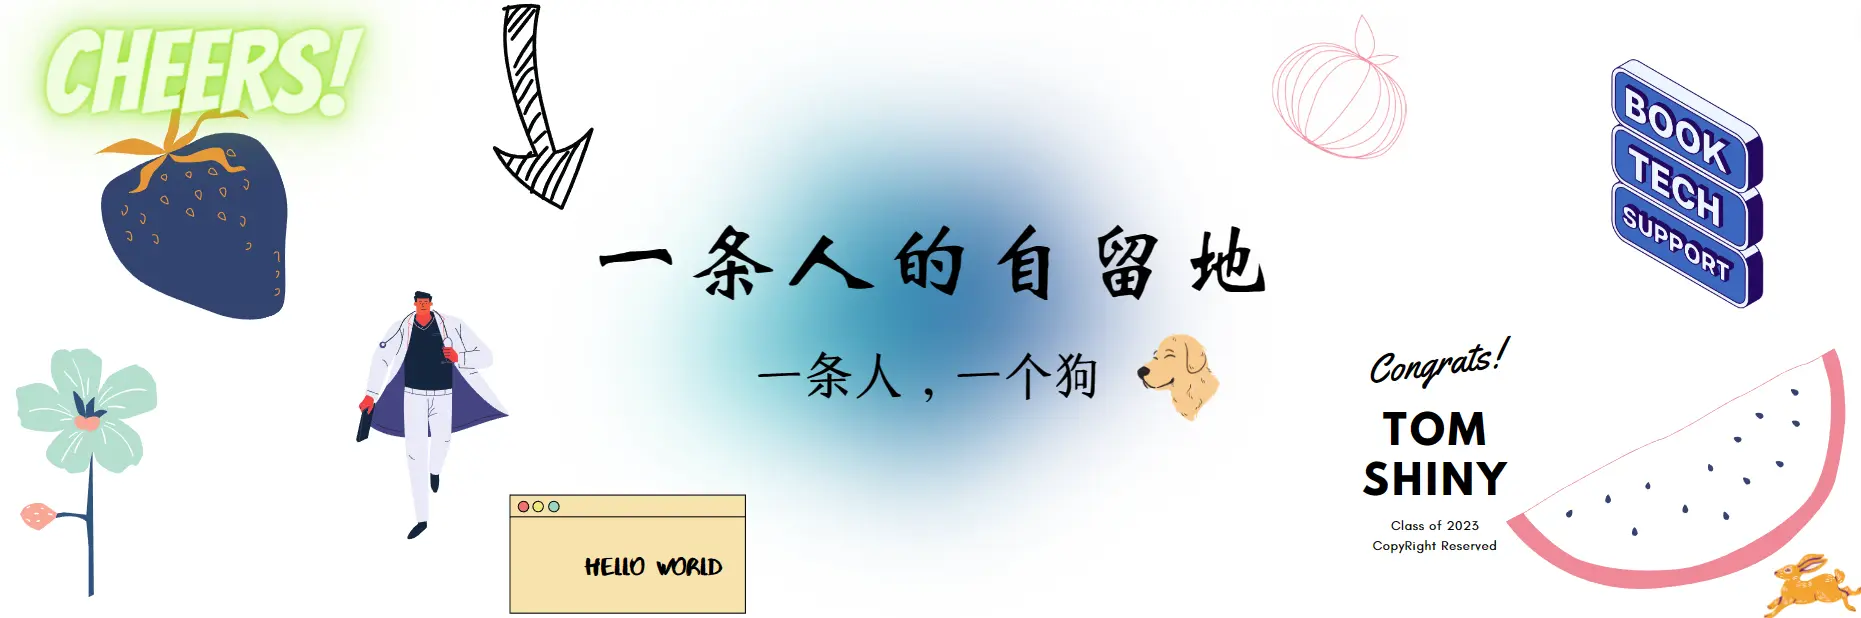 CHEERS!
BOOK
TECH
SUPPORT
一条人的自留地
一条人，一个狗
Congrats!
TOM
SHINY
Class of 2023
CopyRight Reserved
HELLO WORLD